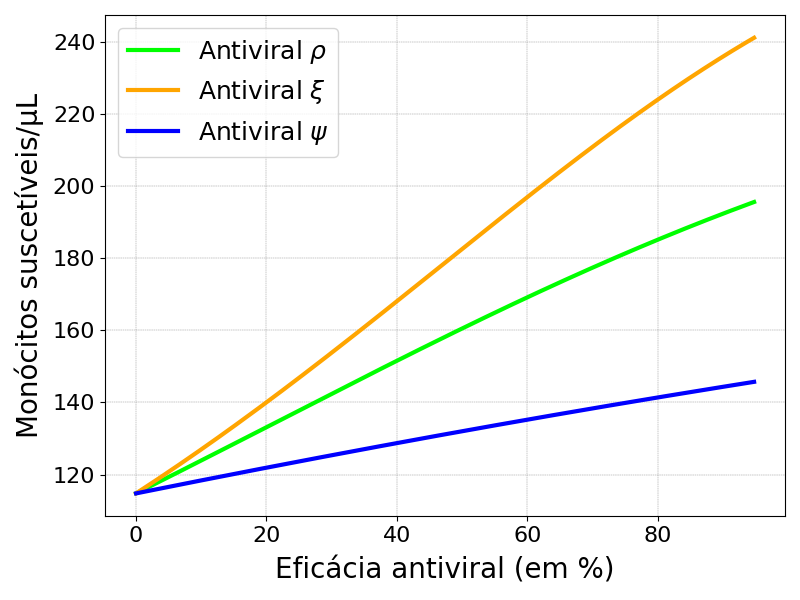 Antiviral ρ
Antiviral ξ
Antiviral ψ
Monócitos suscetíveis/µL
240
220
200
180
160
140
120
0 20 40 60 80
Eficácia antiviral (em %)